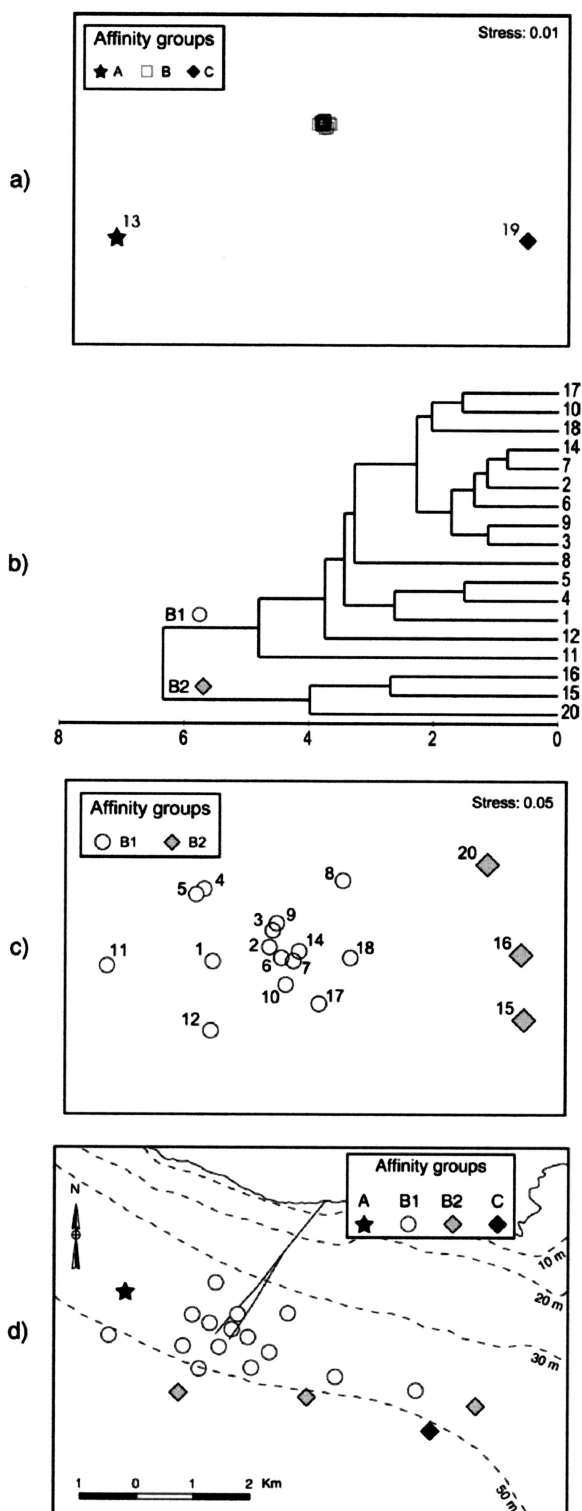 a)
Affinity groups
A B C
Stress: 0.01
13
19
b)
17
10
18
14
7
2
6
9
3
8
5
4
1
12
11
16
15
20
B1
B2
8 6 4 2 0
c)
Affinity groups
B1 B2
Stress: 0.05
20
8
4
5
9
3
2
14
16
18
11
1
6
7
10
17
15
12
d)
Affinity groups
A B1 B2 C
N
10 m
20 m
30 m
50 m
1 0 1 2 Km